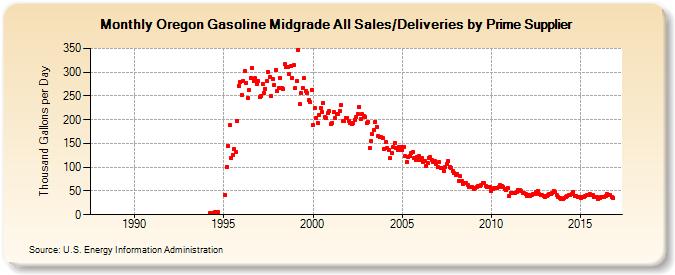 Monthly Oregon Gasoline Midgrade All Sales/Deliveries by Prime Supplier
Thousand Gallons per Day
350
300
250
200
150
100
50
0
1990 1995 2000 2005 2010 2015
Source: U.S. Energy Information Administration